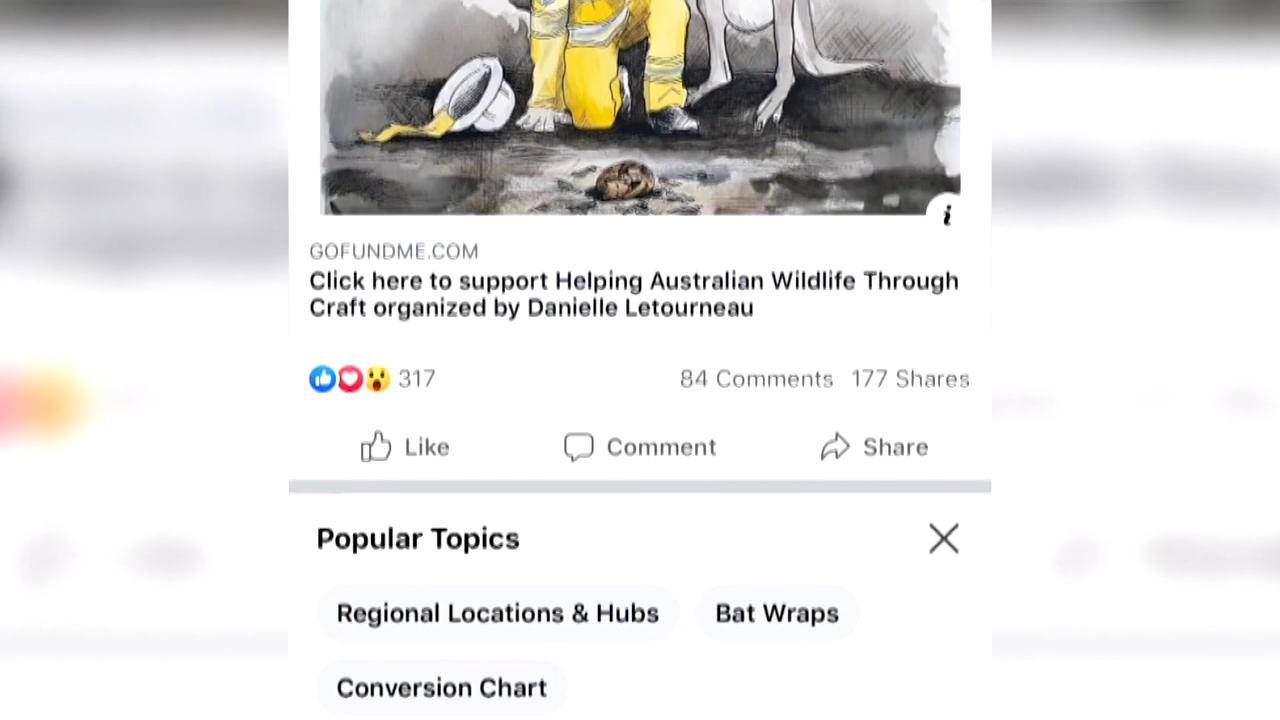 GOFUNDME.COM
Click here to support Helping Australian Wildlife Through
Craft organized by Danielle Letourneau
317
84 Comments 177 Shares
Like Comment Share
Popular Topics
Regional Locations & Hubs Bat Wraps
Conversion Chart